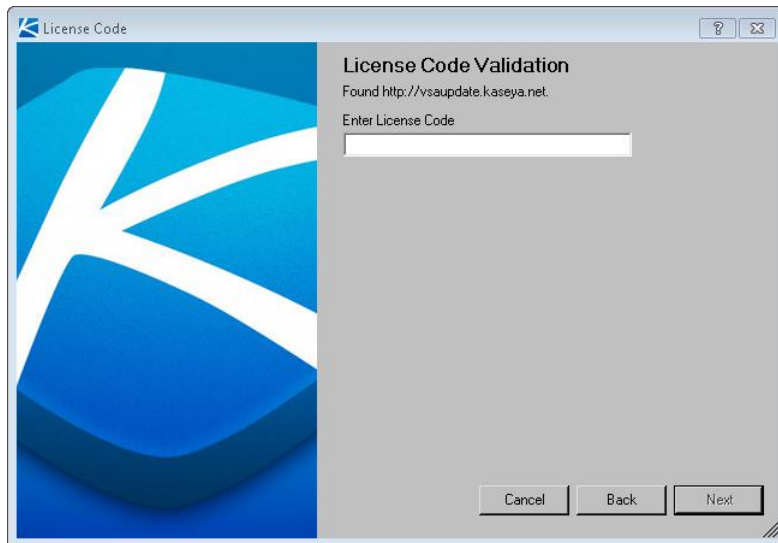 License Code
License Code Validation
Found http://vsaupdate.kaseya.net.
Enter License Code
Cancel
Back
Next